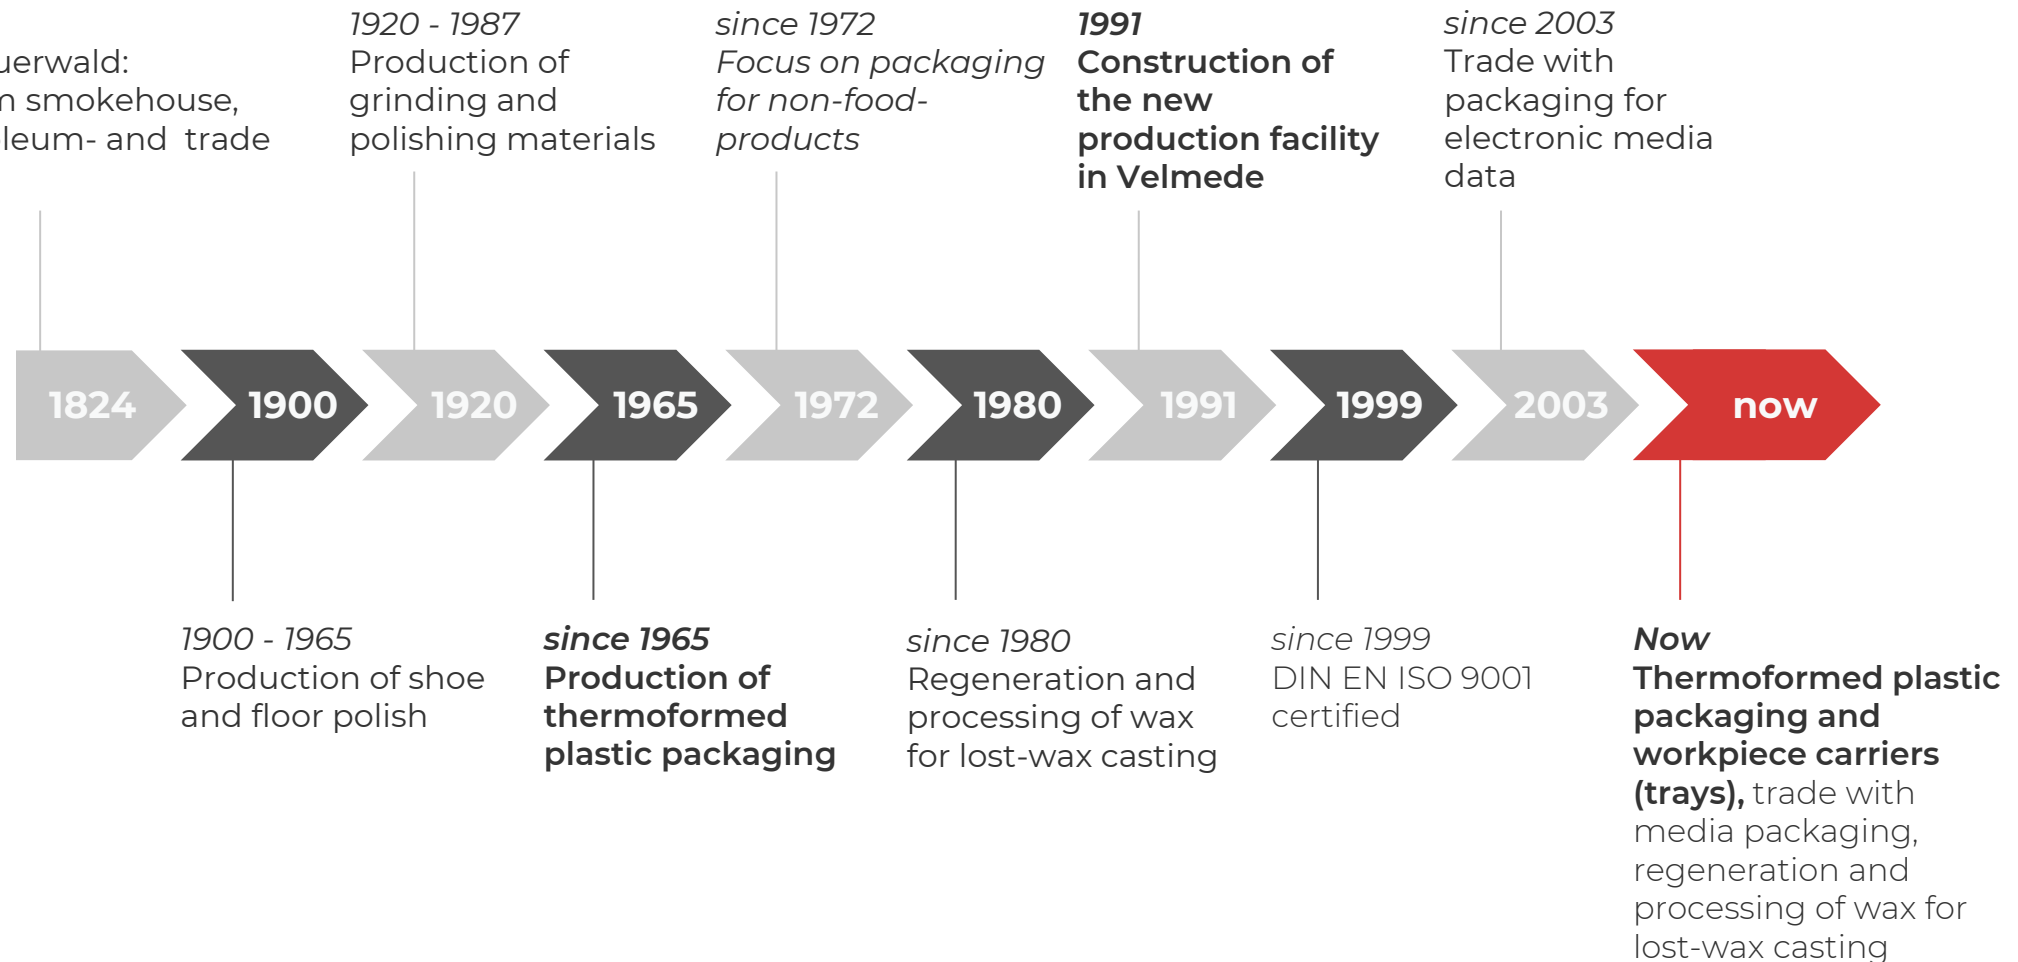 smokehouse,
and trade
1920 - 1987
Production of
grinding and
polishing materials
since 1972
Focus on packaging
for non-food-
products
1991
Construction of
the new
production facility
in Velmede
since 2003
Trade with
packaging for
electronic media
data
1824
1900
1920
1965
1972
1980
1991
1999
2003
now
1900 - 1965
Production of shoe
and floor polish
since 1965
Production of
thermoformed
plastic packaging
since 1980
Regeneration and
processing of wax
for lost-wax casting
since 1999
DIN EN ISO 9001
certified
Now
Thermoformed plastic
packaging and
workpiece carriers
(trays), trade with
media packaging,
regeneration and
processing of wax for
lost-wax casting